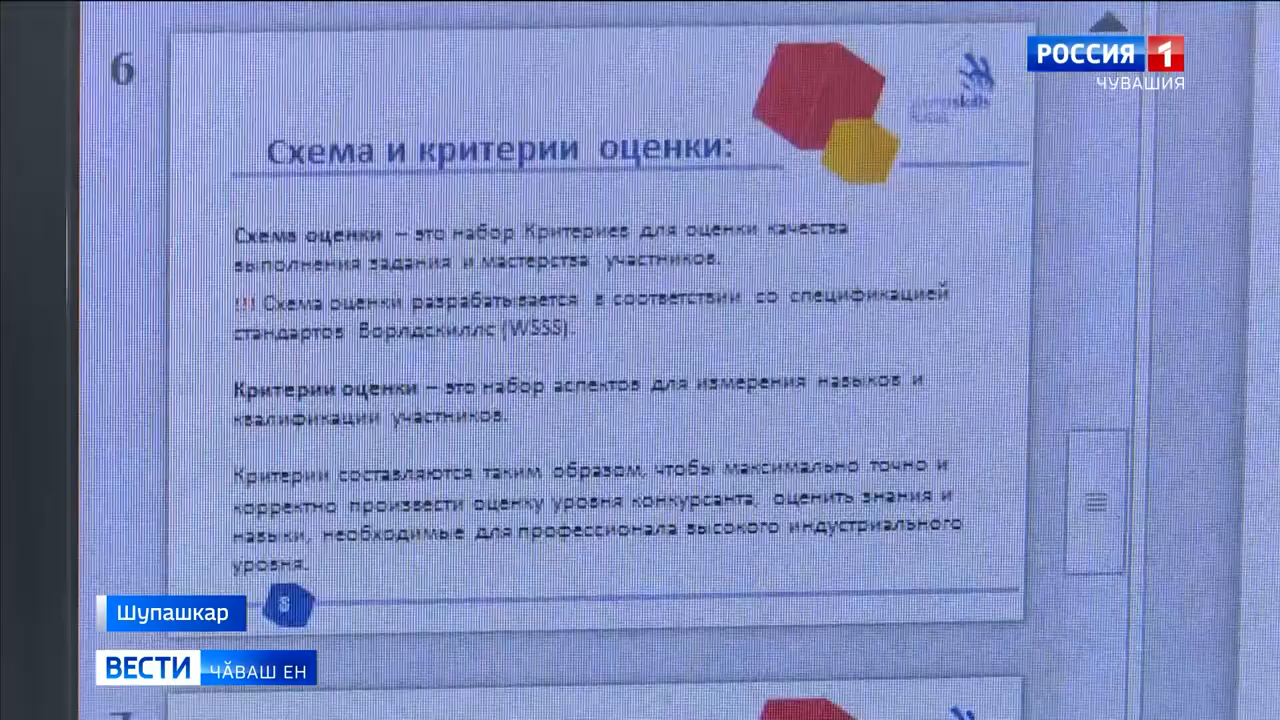 6
РОССИЯ 1
ЧУВАШИЯ
Схема и критерии оценки:
Схема оценки – это набор Критериев для оценки качества
выполнения задания и мастерства участников.
!!! Схема оценки разрабатывается в соответствии со спецификацией
стандартов Ворлдскиллс (WSSS).
Критерии оценки – это набор аспектов для измерения навыков и
квалификации участников.
Критерии составляются таким образом, чтобы максимально точно и
корректно произвести оценку уровня конкурсанта, оценить знания и
навыки, необходимые для профессионала высокого индустриального
уровня.
8
Шупашкар
ВЕСТИ ЧӐВАШ ЕН